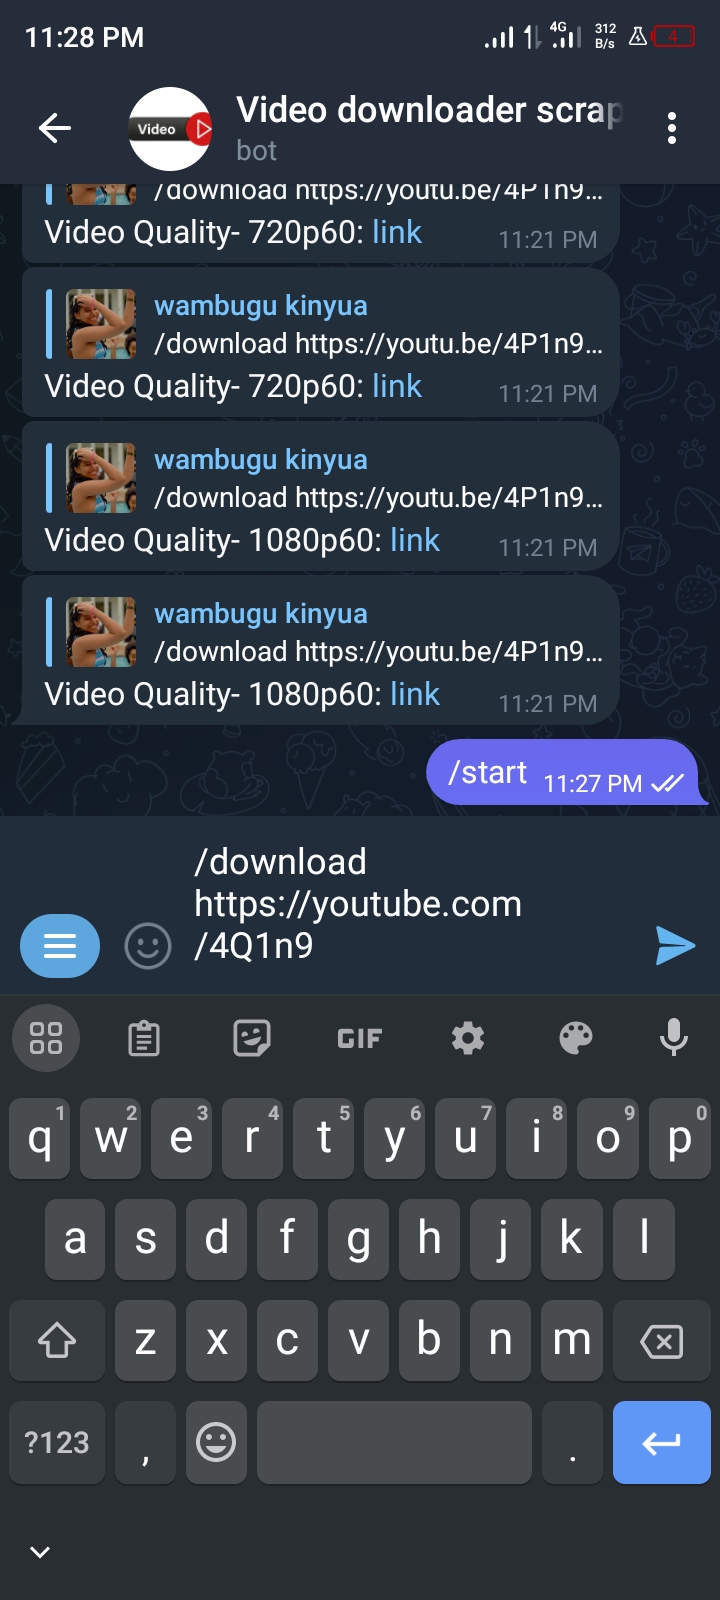 11:28 PM
4G
312
B/s
4
Video
Video downloader scrap
bot
/download https://youtu.be/4P1n9...
Video Quality- 720p60: link
11:21 PM
wambugu kinyua
/download https://youtu.be/4P1n9...
Video Quality- 720p60: link
11:21 PM
wambugu kinyua
/download https://youtu.be/4P1n9...
Video Quality- 1080p60: link
11:21 PM
wambugu kinyua
/download https://youtu.be/4P1n9...
Video Quality- 1080p60: link
11:21 PM
/start
11:27 PM
/download
https://youtube.com
/4Q1n9
GIF
1 2 3 4 5 6 7 8 9 0
q w e r t y u i o p
a s d f g h j k l
z x c v b n m
?123 , .